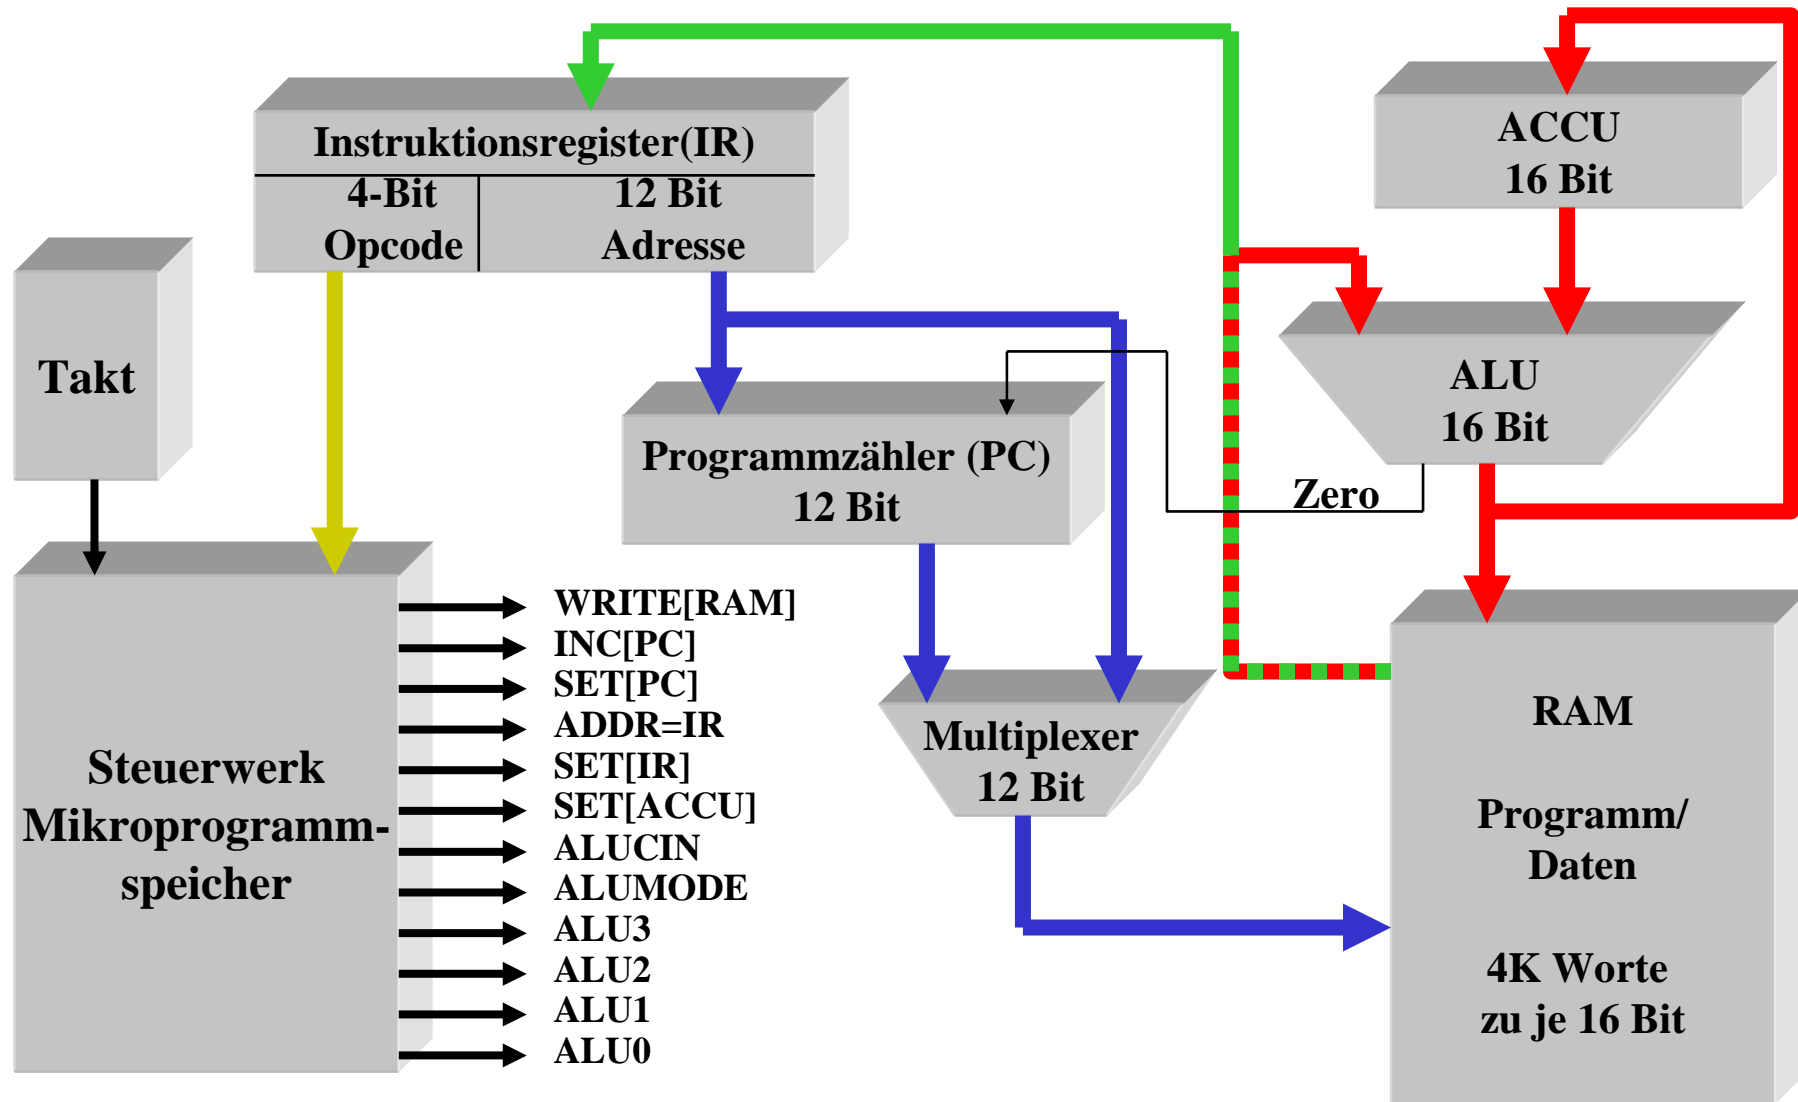 Instruktionsregister(IR)
4-Bit
Opcode
12 Bit
Adresse
ACCU
16 Bit
Takt
ALU
16 Bit
Programmzähler (PC)
12 Bit
Zero
Steuerwerk
Mikroprogramm-
speicher
WRITE[RAM]
INC[PC]
SET[PC]
ADDR=IR
SET[IR]
SET[ACCU]
ALUCIN
ALUMODE
ALU3
ALU2
ALU1
ALU0
Multiplexer
12 Bit
RAM
Programm/
Daten
4K Worte
zu je 16 Bit